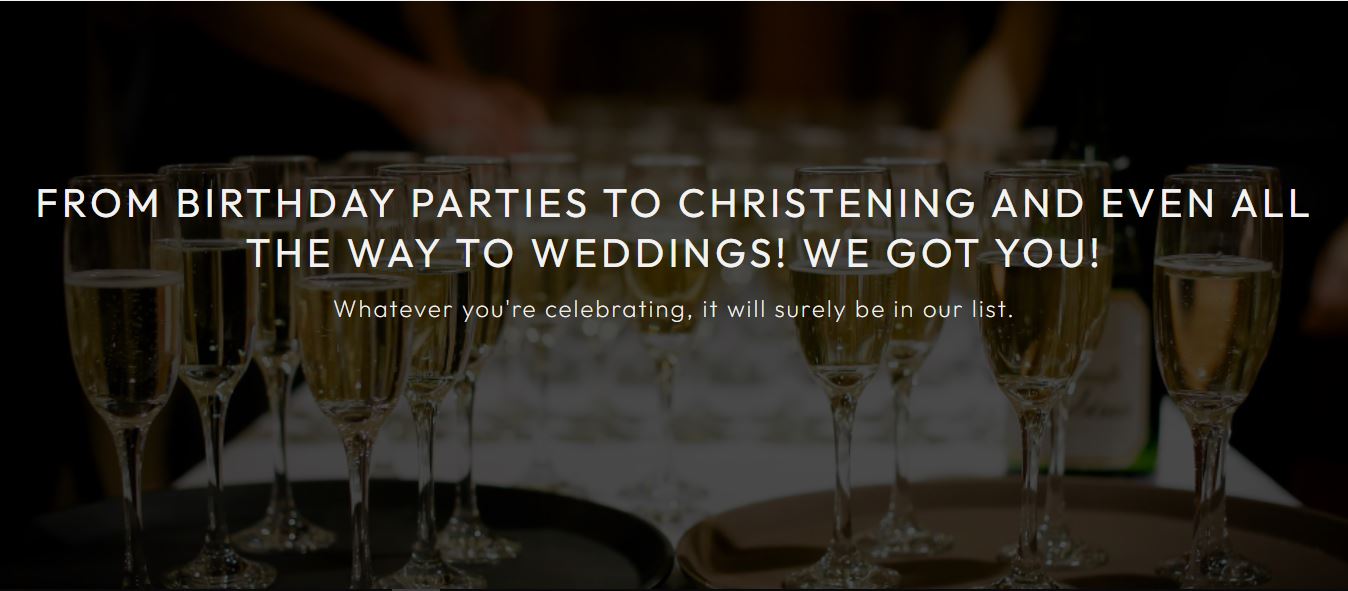 FROM BIRTHDAY PARTIES TO CHRISTENING AND EVEN ALL
THE WAY TO WEDDINGS! WE GOT YOU!
Whatever you're celebrating, it will surely be in our list.